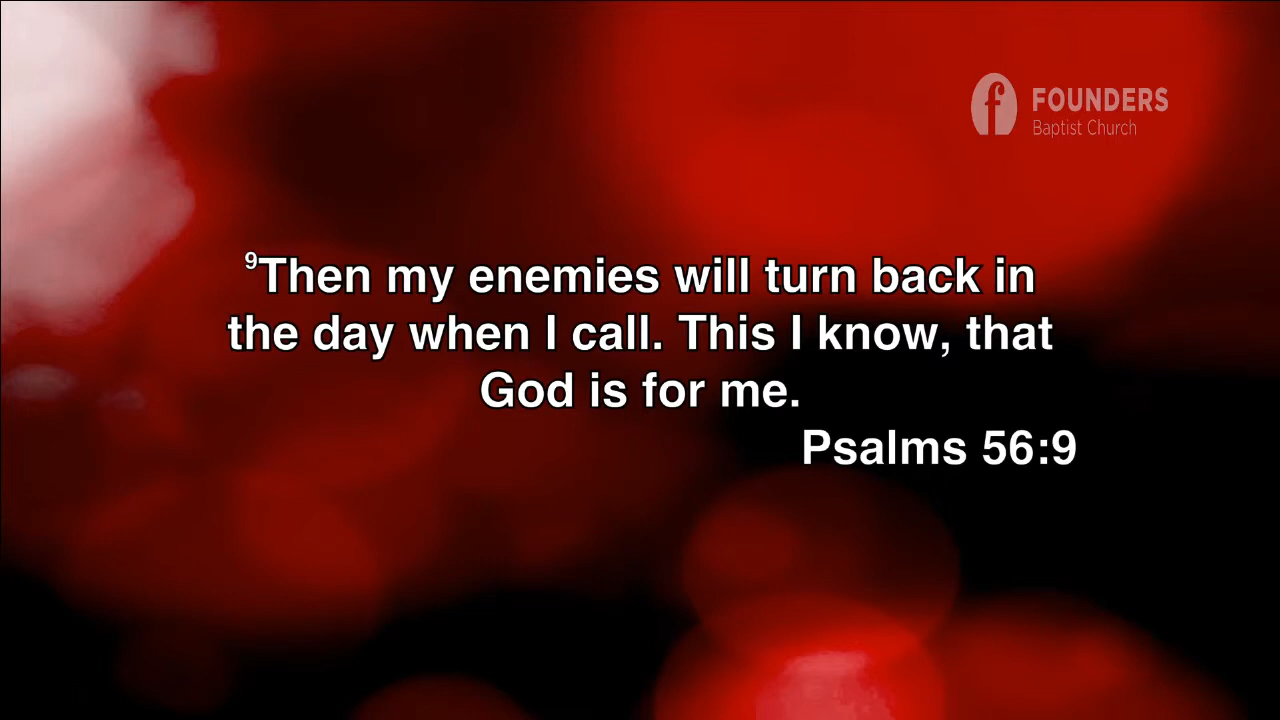 FOUNDERS
Baptist Church
⁹Then my enemies will turn back in
the day when I call. This I know, that
God is for me.
Psalms 56:9